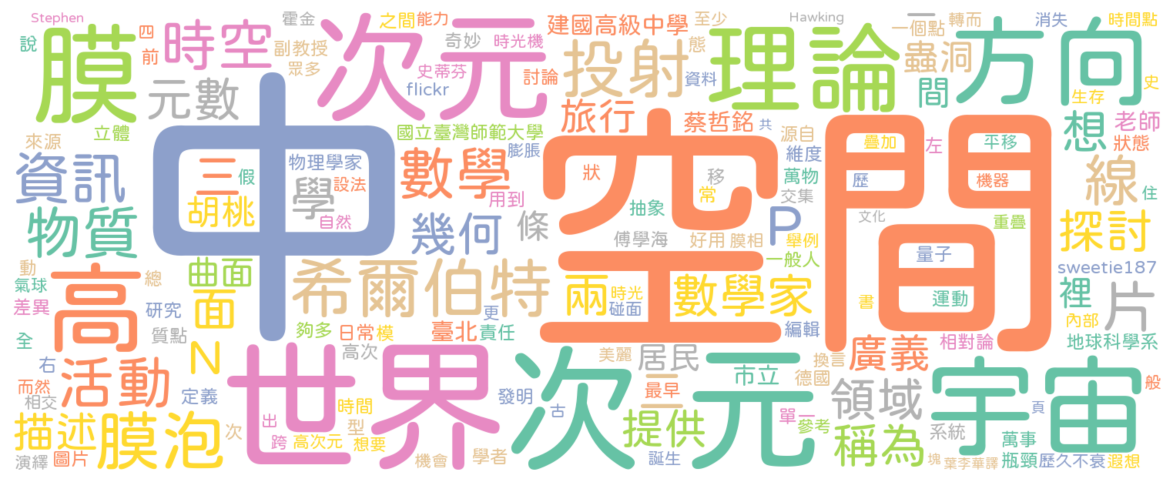 Stephen
霍金
之間
能力
建國高級中學
至少
Hawking
一
轉而
消失
時間點
說
膜
四
前
時空
副教授
眾多
次元
奇妙
時光機
史蒂芬
flickr
討論
投射
態
資料
理論
一個點
蟲洞
間
方向
生存
史
元數
立體
來源
國立臺灣師範大學
膨脹
旅行
蔡哲銘
共
源自
維度
疊加
左
平移
想
老師
狀態
資訊
中
三
假
物理學家
設法
數學
空間
狀
移
常
萬物
交集
歷
機器
線
住
胡桃
學
自然
用到
抽象
P
文化
重疊
物質
幾何
條
傅學海
好用
膜相
舉例
一般人
量子
探討
動
氣球
高
總
曲面
希爾伯特
兩
時光
碰面
數學家
書
運動
裡
sweetie187
片
內部
差異
研究
面
質點
更
夠多
日常
模
臺北
責任
編輯
相對論
地球科學系
全
右
N
高次
世界
次元
美麗
居民
換言
廣義
宇宙
而然
活動
相交
定義
時間
發明
古
二
最早
市立
德國
領域
般
頁
描述
膜泡
次
出
跨
高次元
型
想要
機會
學者
提供
誕生
單一
參考
稱為
系統
萬事
演繹
圖片
塊
葉李華譯
瓶頸
歷久不衰
遐想